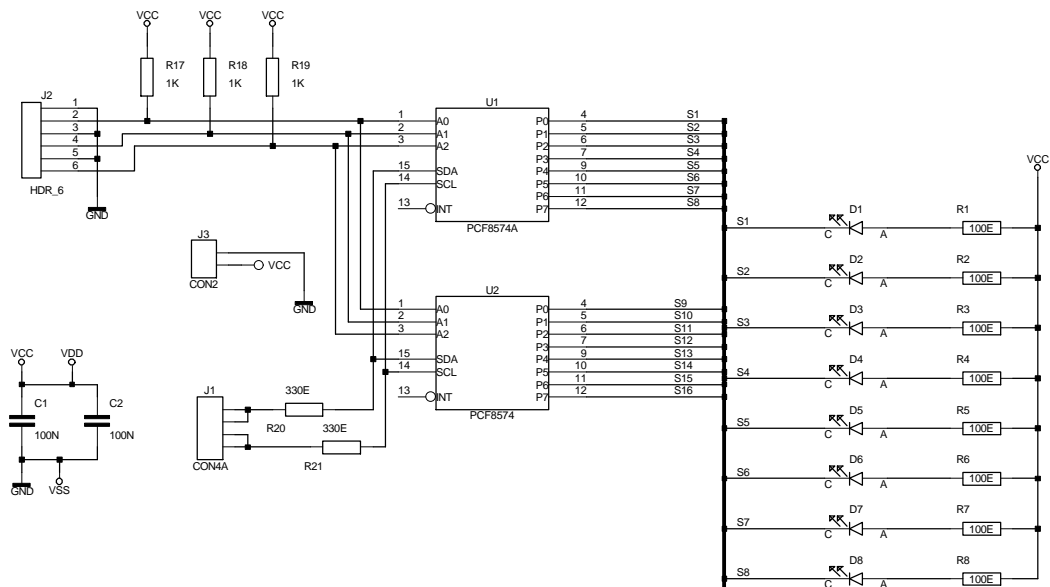 VCC VCC VCC
R17 R18 R19
1K 1K 1K
J2
1
2
3
4
5
6
HDR_6
GND
U1
1 A0 P0 4 S1
2 A1 P1 5 S2
3 A2 P2 6 S3
P3 7 S4
15 SDA P4 9 S5
14 SCL P5 10 S6
P6 11 S7
13 INT P7 12 S8
PCF8574A
J3
VCC
CON2
GND
U2
1 A0 P0 4 S9
2 A1 P1 5 S10
3 A2 P2 6 S11
P3 7 S12
15 SDA P4 9 S13
14 SCL P5 10 S14
P6 11 S15
13 INT P7 12 S16
PCF8574
VCC VDD
C1 C2
100N 100N
GND VSS
J1
330E
R20
330E
R21
CON4A
VCC
S1 C D1 A R1 100E
S2 C D2 A R2 100E
S3 C D3 A R3 100E
S4 C D4 A R4 100E
S5 C D5 A R5 100E
S6 C D6 A R6 100E
S7 C D7 A R7 100E
S8 C D8 A R8 100E